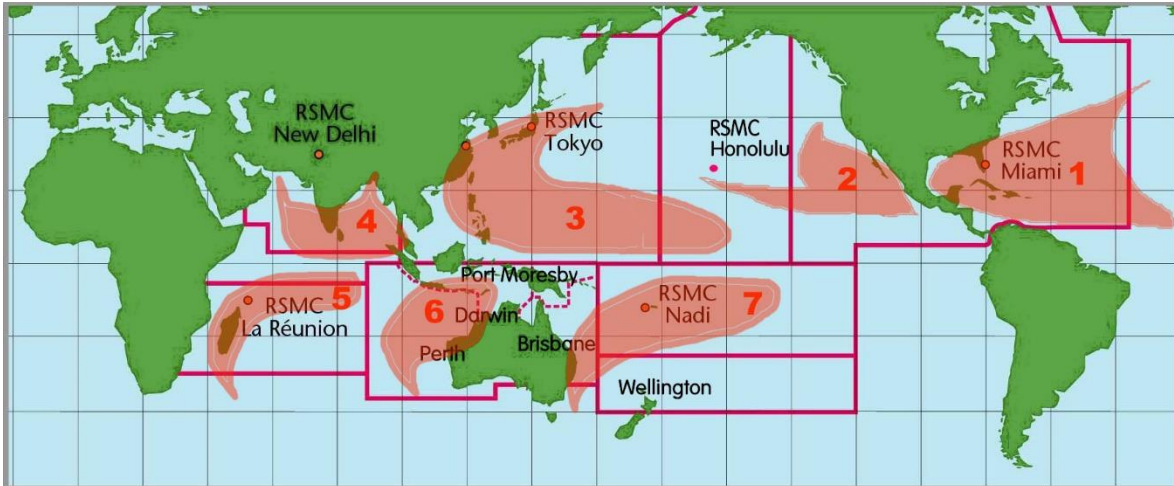 RSMC
New Delhi
RSMC
Tokyo
RSMC
Honolulu
RSMC
Miami
1
2
3
4
5
RSMC
La Réunion
6
Port Moresby
Darwin
Perth
Brisbane
RSMC
Nadi
7
Wellington